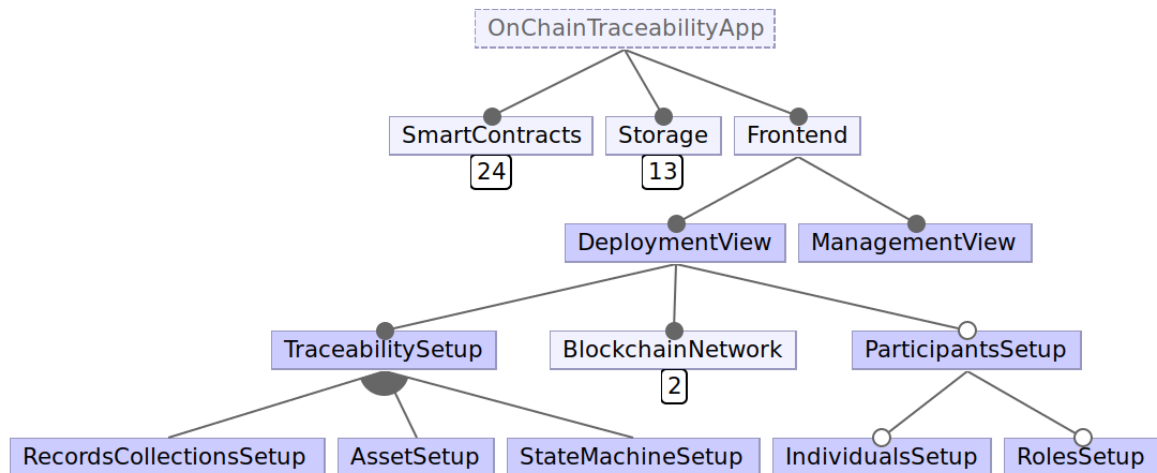 OnChainTraceabilityApp
SmartContracts Storage Frontend
24 13
DeploymentView ManagementView
TraceabilitySetup BlockchainNetwork ParticipantsSetup
2
RecordsCollectionsSetup AssetSetup StateMachineSetup IndividualsSetup RolesSetup